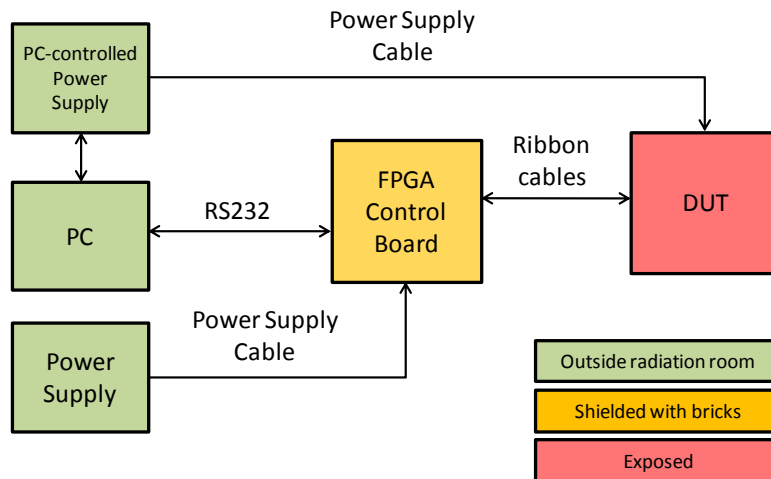 Power Supply
Cable
PC-controlled
Power
Supply
PC
RS232
FPGA
Control
Board
Ribbon
cables
DUT
Power Supply
Cable
Power
Supply
Outside radiation room
Shielded with bricks
Exposed